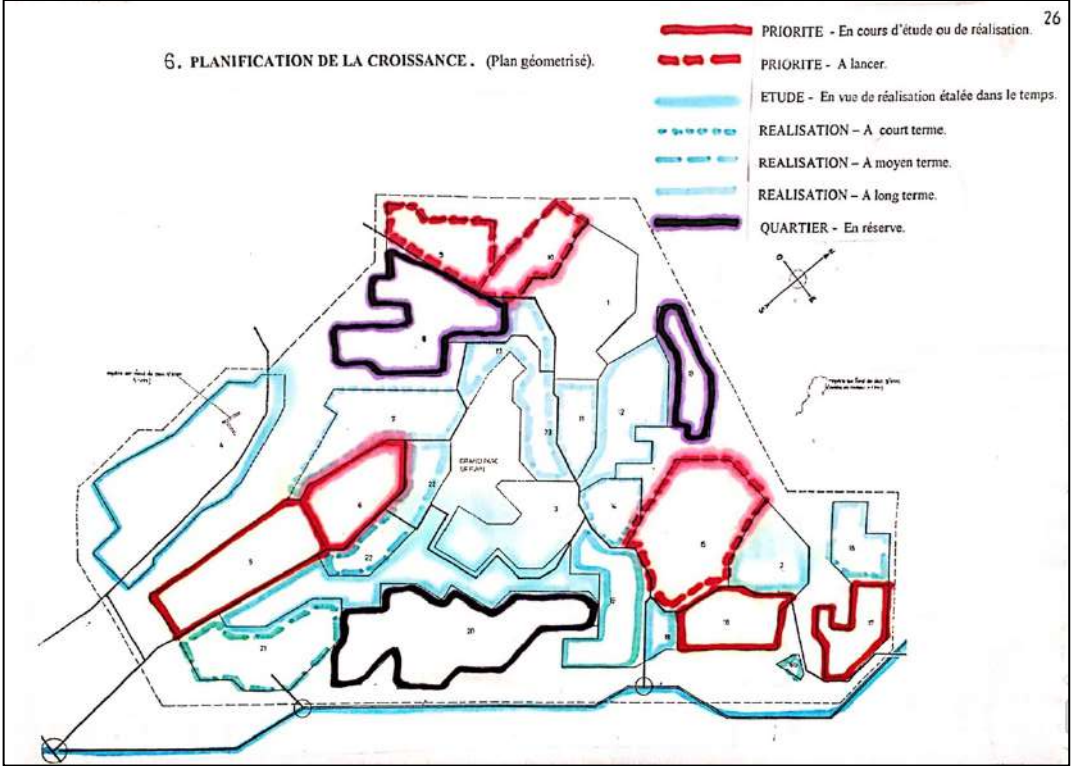 26
6. PLANIFICATION DE LA CROISSANCE. (Plan géometrisé).
PRIORITE - En cours d'étude ou de réalisation.
PRIORITE - A lancer.
ETUDE - En vue de réalisation étalée dans le temps.
REALISATION - A court terme.
REALISATION - A moyen terme.
REALISATION - A long terme.
QUARTIER - En réserve.
9
10
1
8
23
4
7
11
12
GRAND PARC
23
6
22
3
14
5
15
22
2
16
20
18
17
21